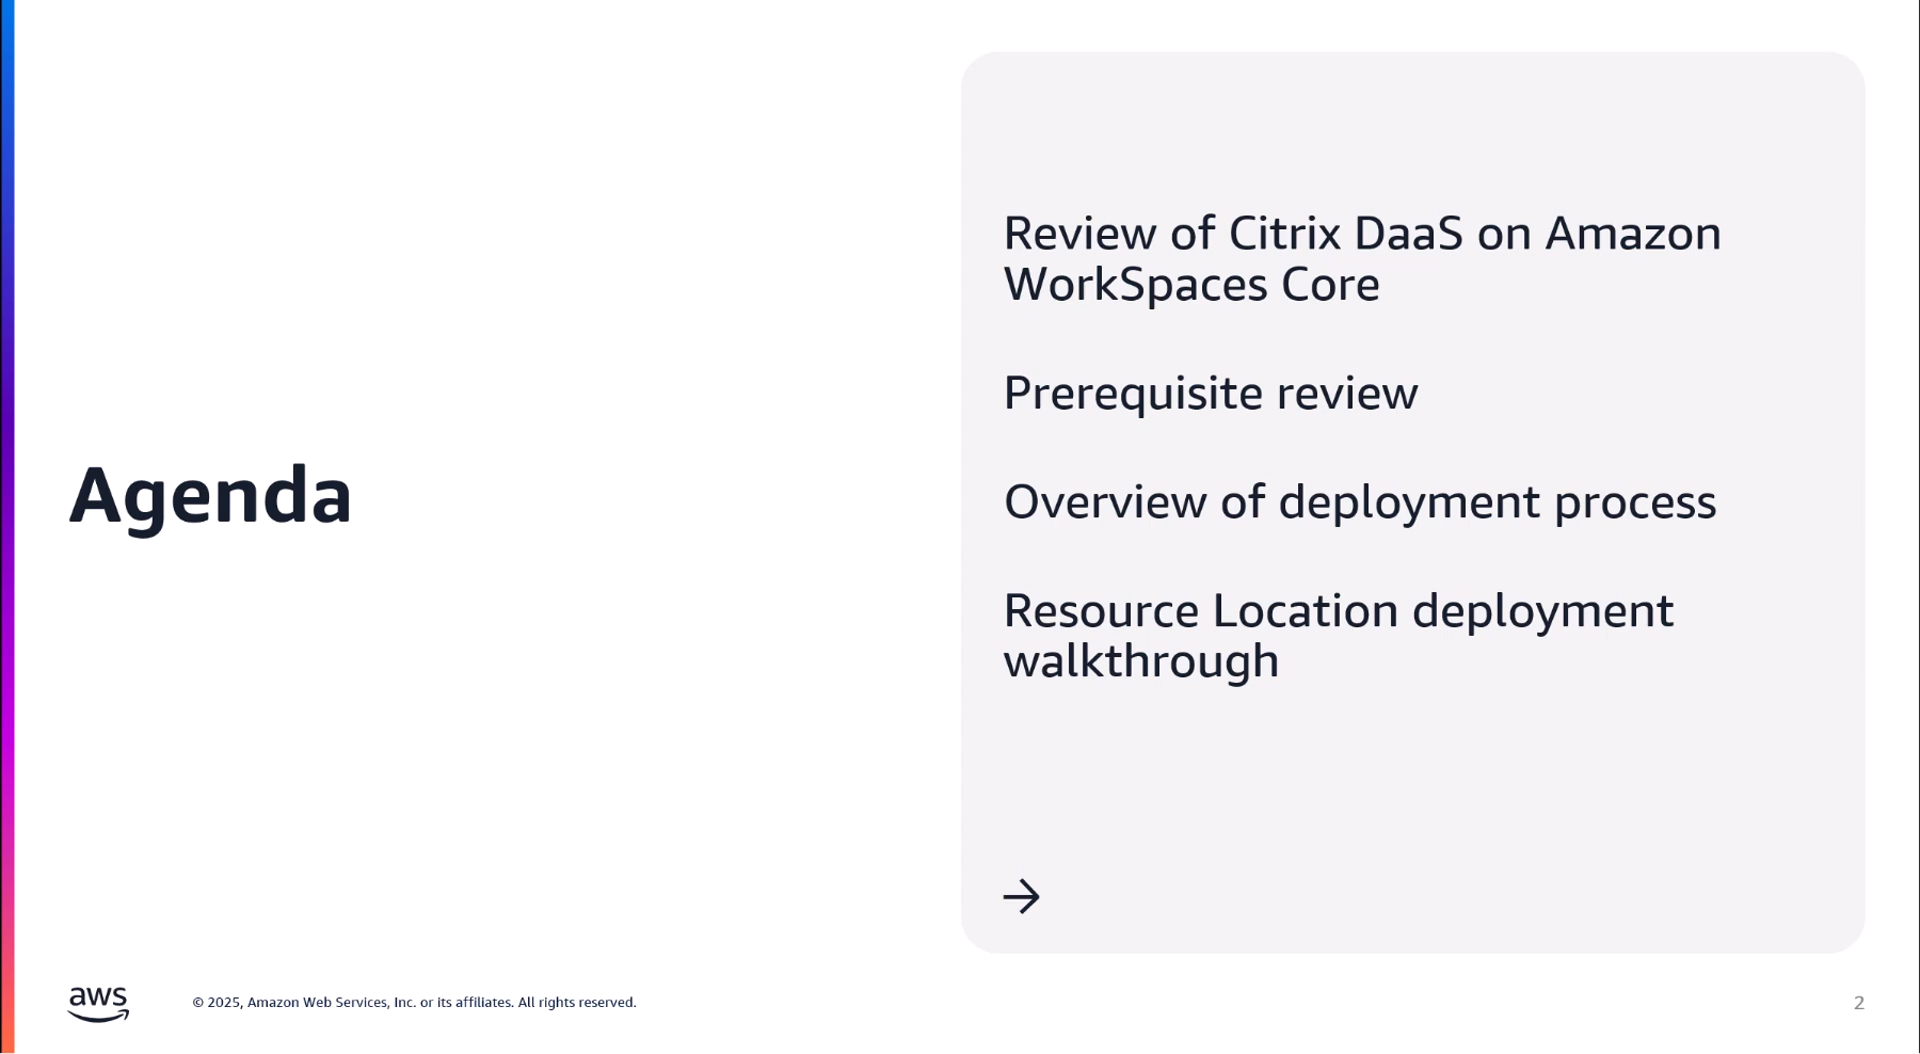 Agenda
Review of Citrix DaaS on Amazon
WorkSpaces Core
Prerequisite review
Overview of deployment process
Resource Location deployment
walkthrough
aws
© 2025, Amazon Web Services, Inc. or its affiliates. All rights reserved.
2